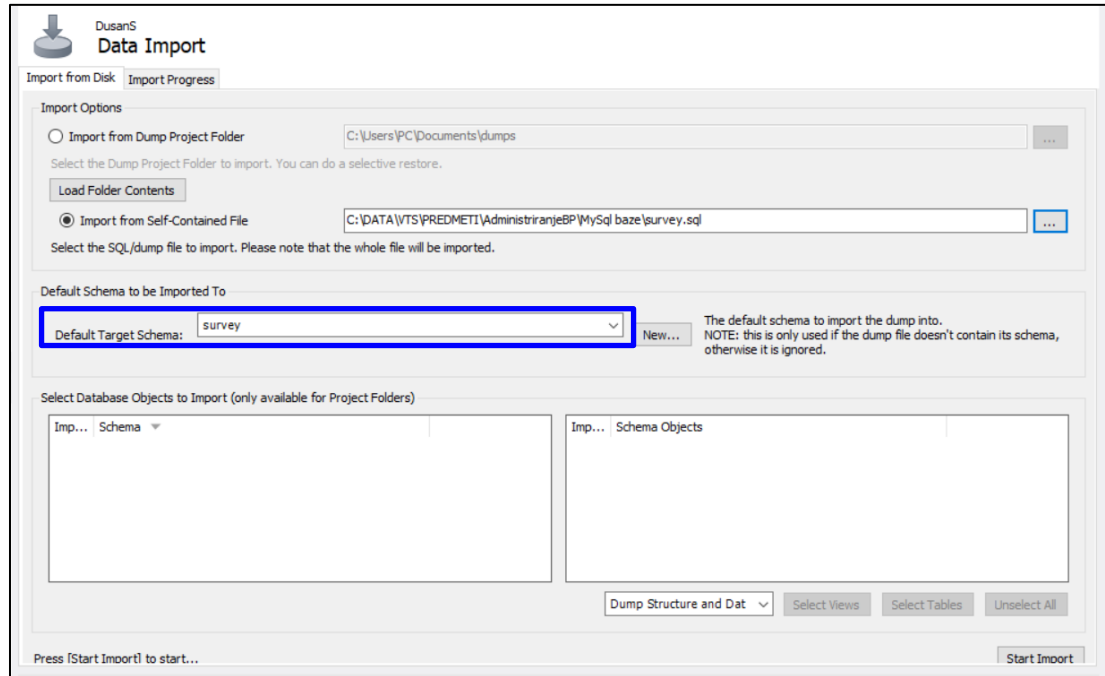 DusanS
Data Import
Import from Disk Import Progress
Import Options
Import from Dump Project Folder C:\Users\PC\Documents\dumps ...
Select the Dump Project Folder to import. You can do a selective restore.
Load Folder Contents
Import from Self-Contained File C:\DATA\VTS\PREDMETI\AdministriranjeBP\MySql baze\survey.sql ...
Select the SQL/dump file to import. Please note that the whole file will be imported.
Default Schema to be Imported To
Default Target Schema: survey New... The default schema to import the dump into.
NOTE: this is only used if the dump file doesn't contain its schema,
otherwise it is ignored.
Select Database Objects to Import (only available for Project Folders)
Imp... Schema Imp... Schema Objects
Dump Structure and Dat Select Views Select Tables Unselect All
Press [Start Import] to start... Start Import